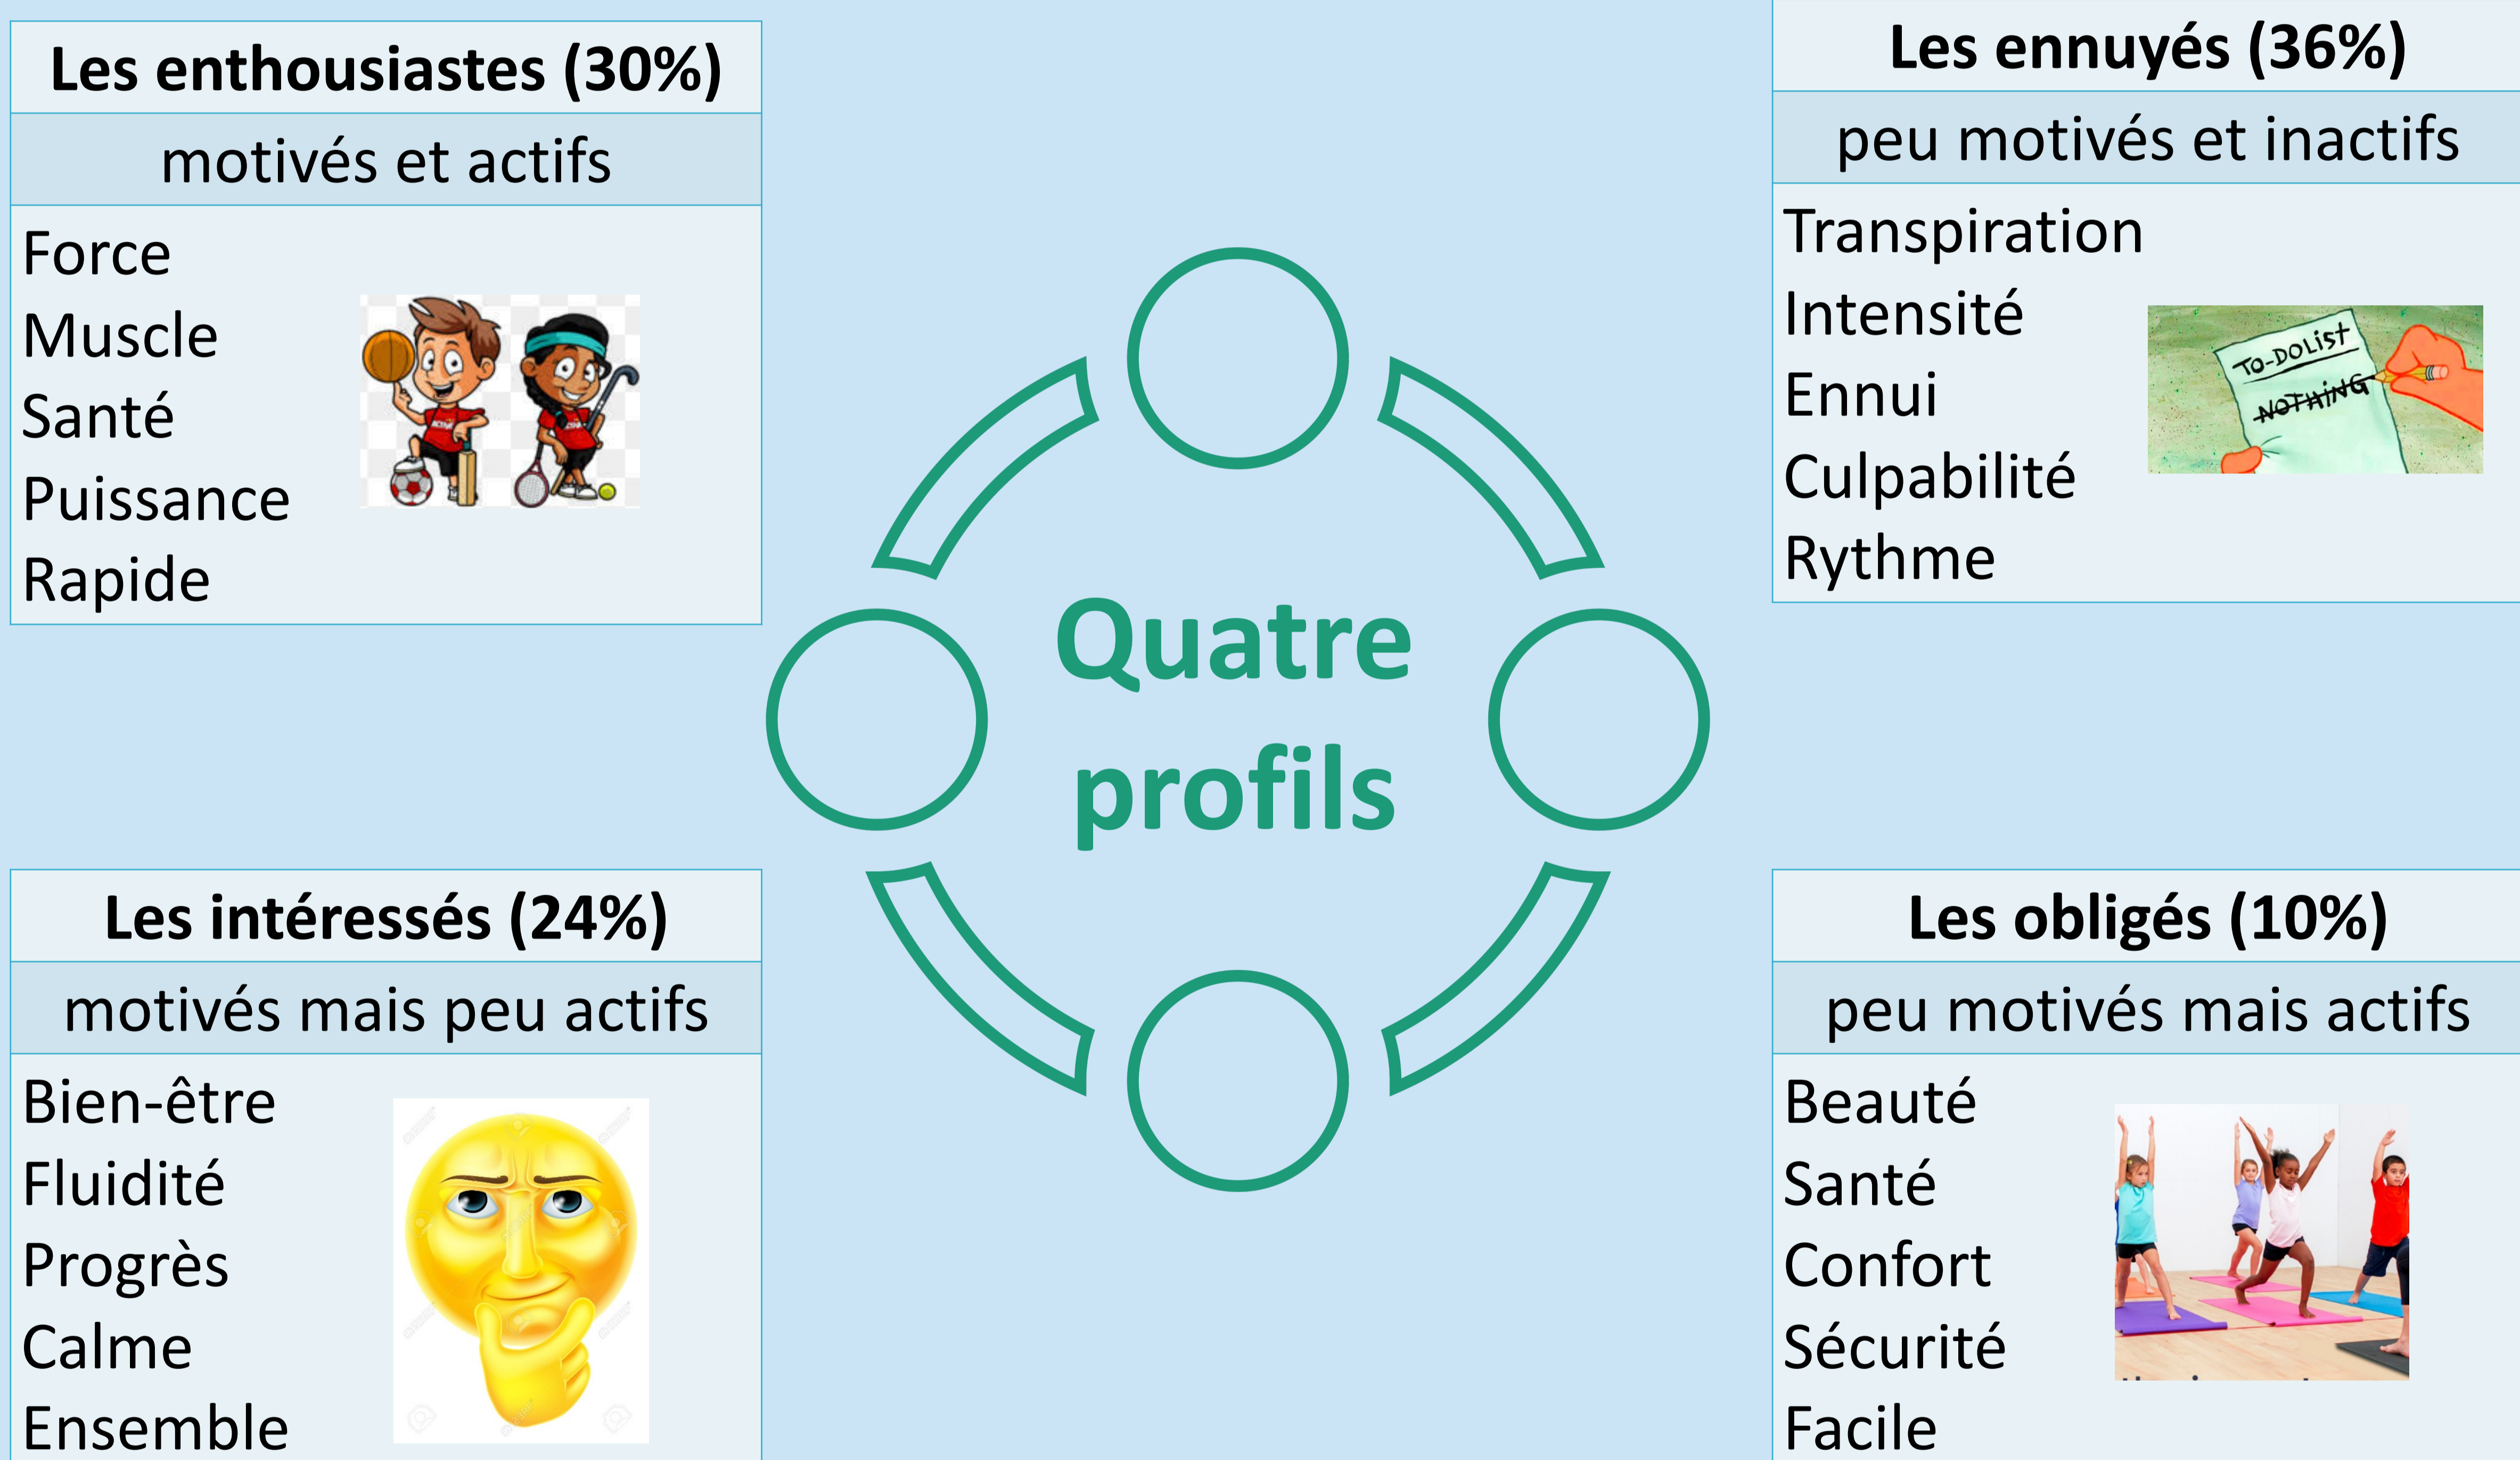 Les enthousiastes (30%)
motivés et actifs
Force
Muscle
Santé
Puissance
Rapide
Les ennuyés (36%)
peu motivés et inactifs
Transpiration
Intensité
Ennui
Culpabilité
Rythme
TO-DO LIST
NOTHING
Quatre
profils
Les intéressés (24%)
motivés mais peu actifs
Bien-être
Fluidité
Progrès
Calme
Ensemble
Les obligés (10%)
peu motivés mais actifs
Beauté
Santé
Confort
Sécurité
Facile